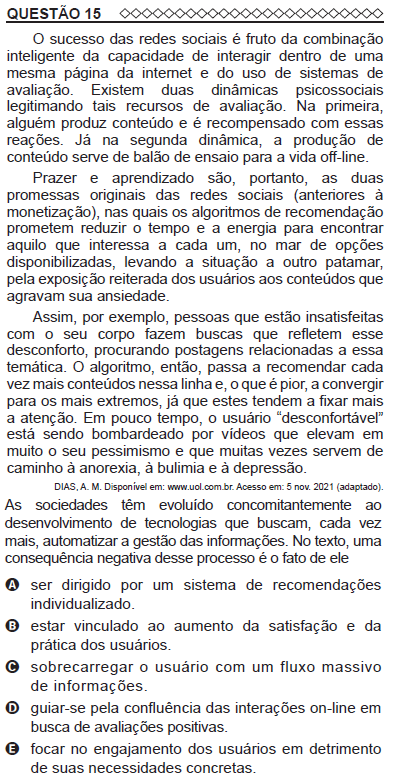 QUESTÃO 15
O sucesso das redes sociais é fruto da combinação
inteligente da capacidade de interagir dentro de uma
mesma página da internet e do uso de sistemas de
avaliação. Existem duas dinâmicas psicossociais
legitimando tais recursos de avaliação. Na primeira,
alguém produz conteúdo e é recompensado com essas
reações. Já na segunda dinâmica, a produção de
conteúdo serve de balão de ensaio para a vida off-line.
Prazer e aprendizado são, portanto, as duas
promessas originais das redes sociais (anteriores à
monetização), nas quais os algoritmos de recomendação
prometem reduzir o tempo e a energia para encontrar
aquilo que interessa a cada um, no mar de opções
disponibilizadas, levando a situação a outro patamar,
pela exposição reiterada dos usuários aos conteúdos que
agravam sua ansiedade.
Assim, por exemplo, pessoas que estão insatisfeitas
com o seu corpo fazem buscas que refletem esse
desconforto, procurando postagens relacionadas a essa
temática. O algoritmo, então, passa a recomendar cada
vez mais conteúdos nessa linha e, o que é pior, a convergir
para os mais extremos, já que estes tendem a fixar mais
a atenção. Em pouco tempo, o usuário “desconfortável”
está sendo bombardeado por vídeos que elevam em
muito o seu pessimismo e que muitas vezes servem de
caminho à anorexia, à bulimia e à depressão.
DIAS, A. M. Disponível em: www.uol.com.br. Acesso em: 5 nov. 2021 (adaptado).
As sociedades têm evoluído concomitantemente ao
desenvolvimento de tecnologias que buscam, cada vez
mais, automatizar a gestão das informações. No texto, uma
consequência negativa desse processo é o fato de ele
A ser dirigido por um sistema de recomendações
individualizado.
B estar vinculado ao aumento da satisfação e da
prática dos usuários.
C sobrecarregar o usuário com um fluxo massivo
de informações.
D guiar-se pela confluência das interações on-line em
busca de avaliações positivas.
E focar no engajamento dos usuários em detrimento
de suas necessidades concretas.